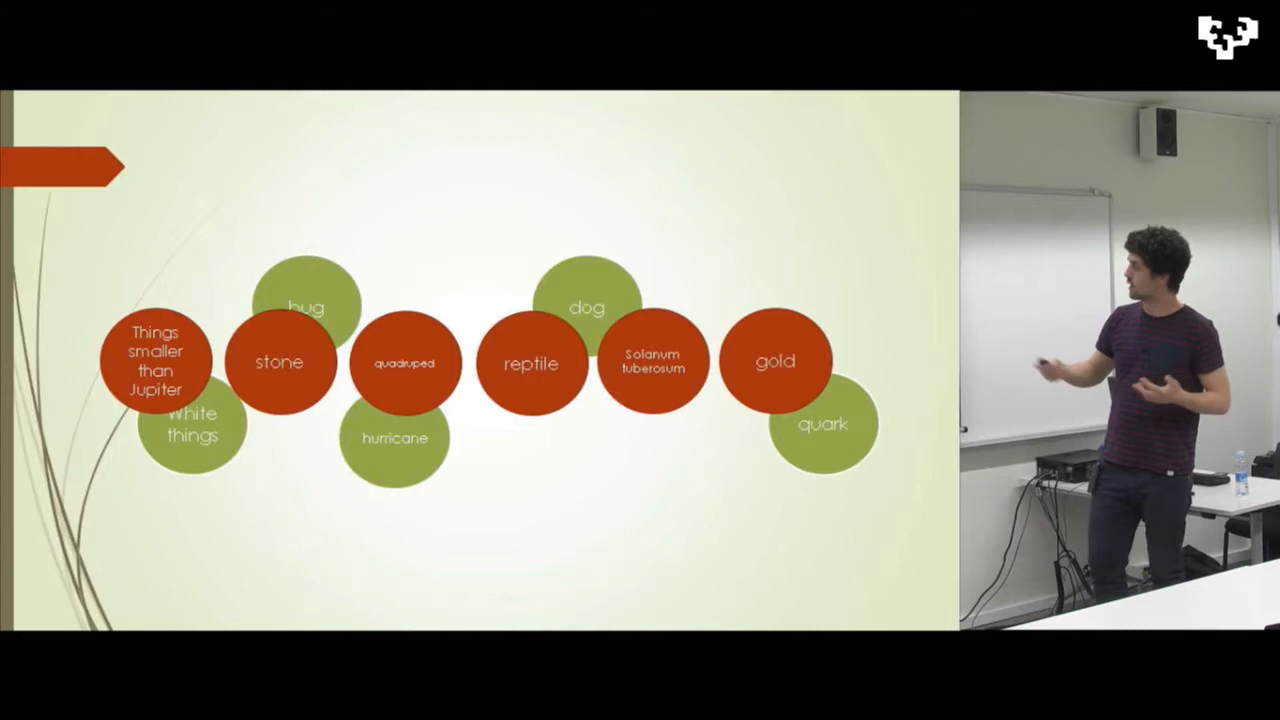 bug
dog
Things
smaller
than
Jupiter
stone
quadruped
reptile
Solanum
tuberosum
gold
White
things
hurricane
quark